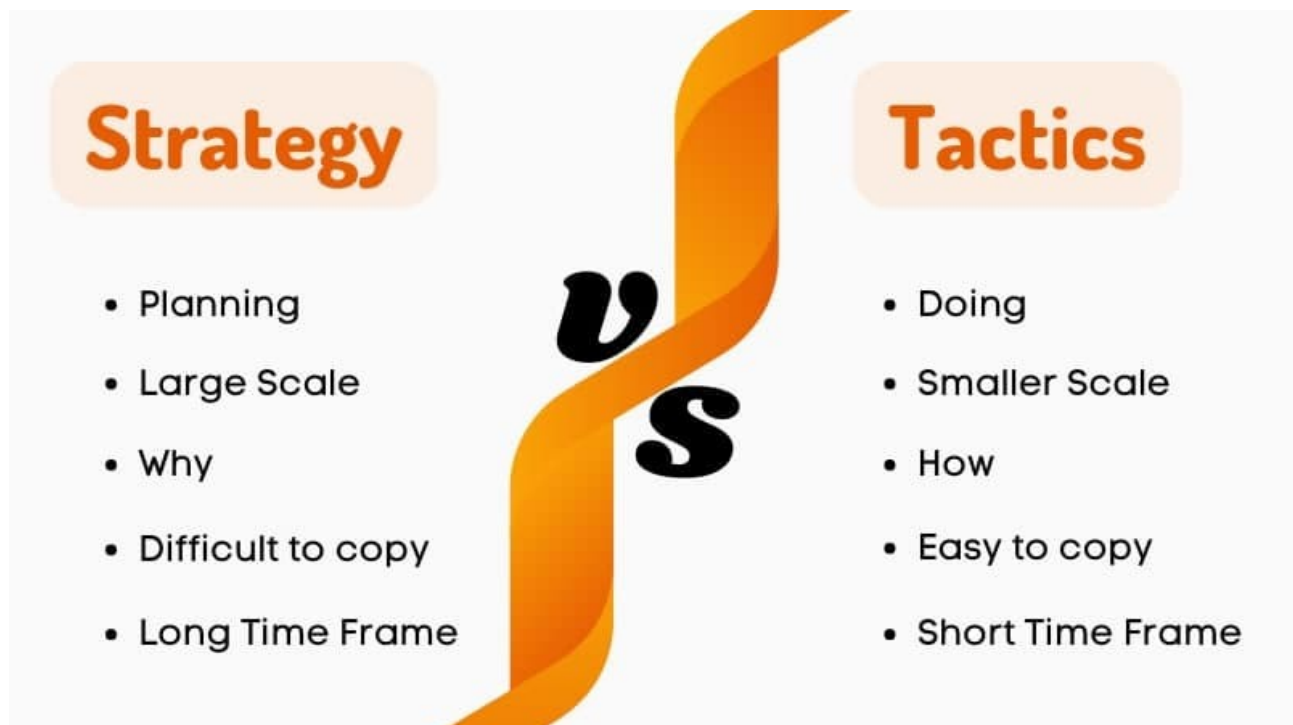 Strategy
• Planning
• Large Scale
• Why
• Difficult to copy
• Long Time Frame
vs
Tactics
• Doing
• Smaller Scale
• How
• Easy to copy
• Short Time Frame